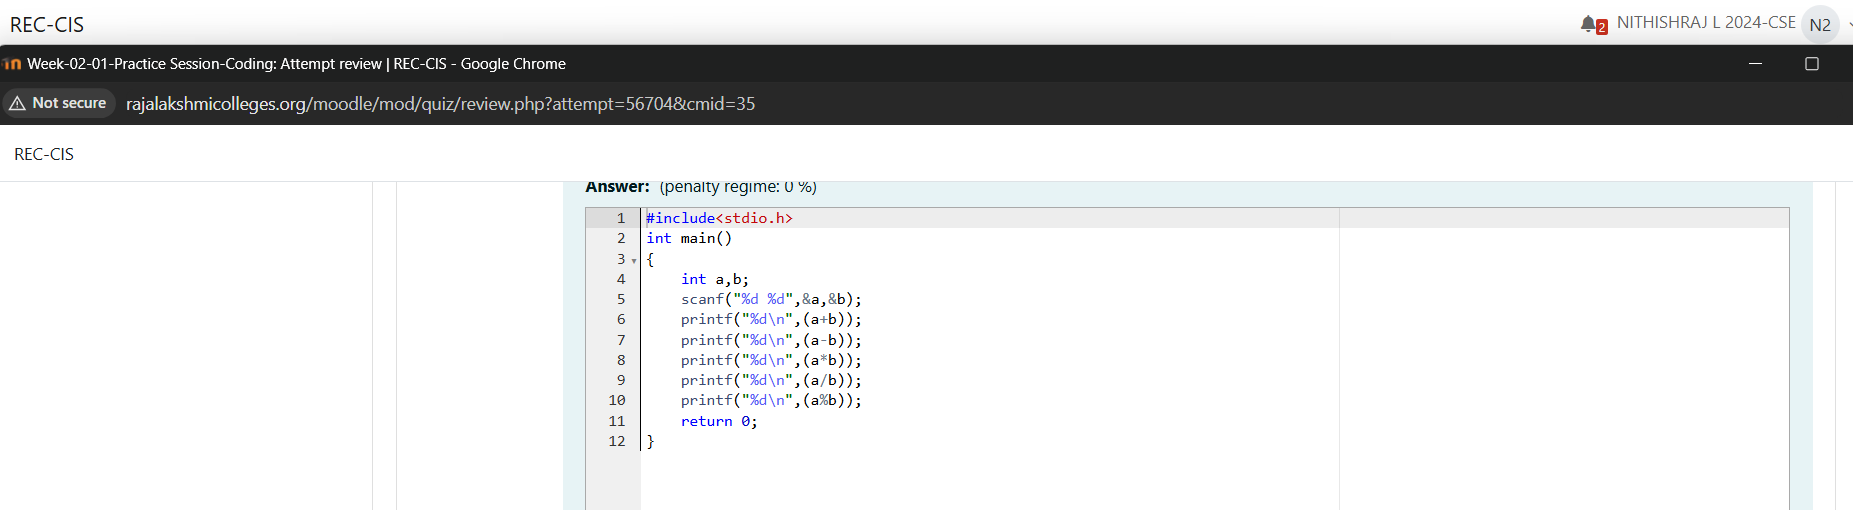 REC-CIS
2 NITHISHRAJ L 2024-CSE N2
Week-02-01-Practice Session-Coding: Attempt review | REC-CIS - Google Chrome
Not secure rajalakshmicolleges.org/moodle/mod/quiz/review.php?attempt=56704&cmid=35
REC-CIS
Answer: (penalty regime: 0 %)
1 #include<stdio.h>
2 int main()
3 {
4 int a,b;
5 scanf("%d %d",&a,&b);
6 printf("%d\n",(a+b));
7 printf("%d\n",(a-b));
8 printf("%d\n",(a*b));
9 printf("%d\n",(a/b));
10 printf("%d\n",(a%b));
11 return 0;
12 }